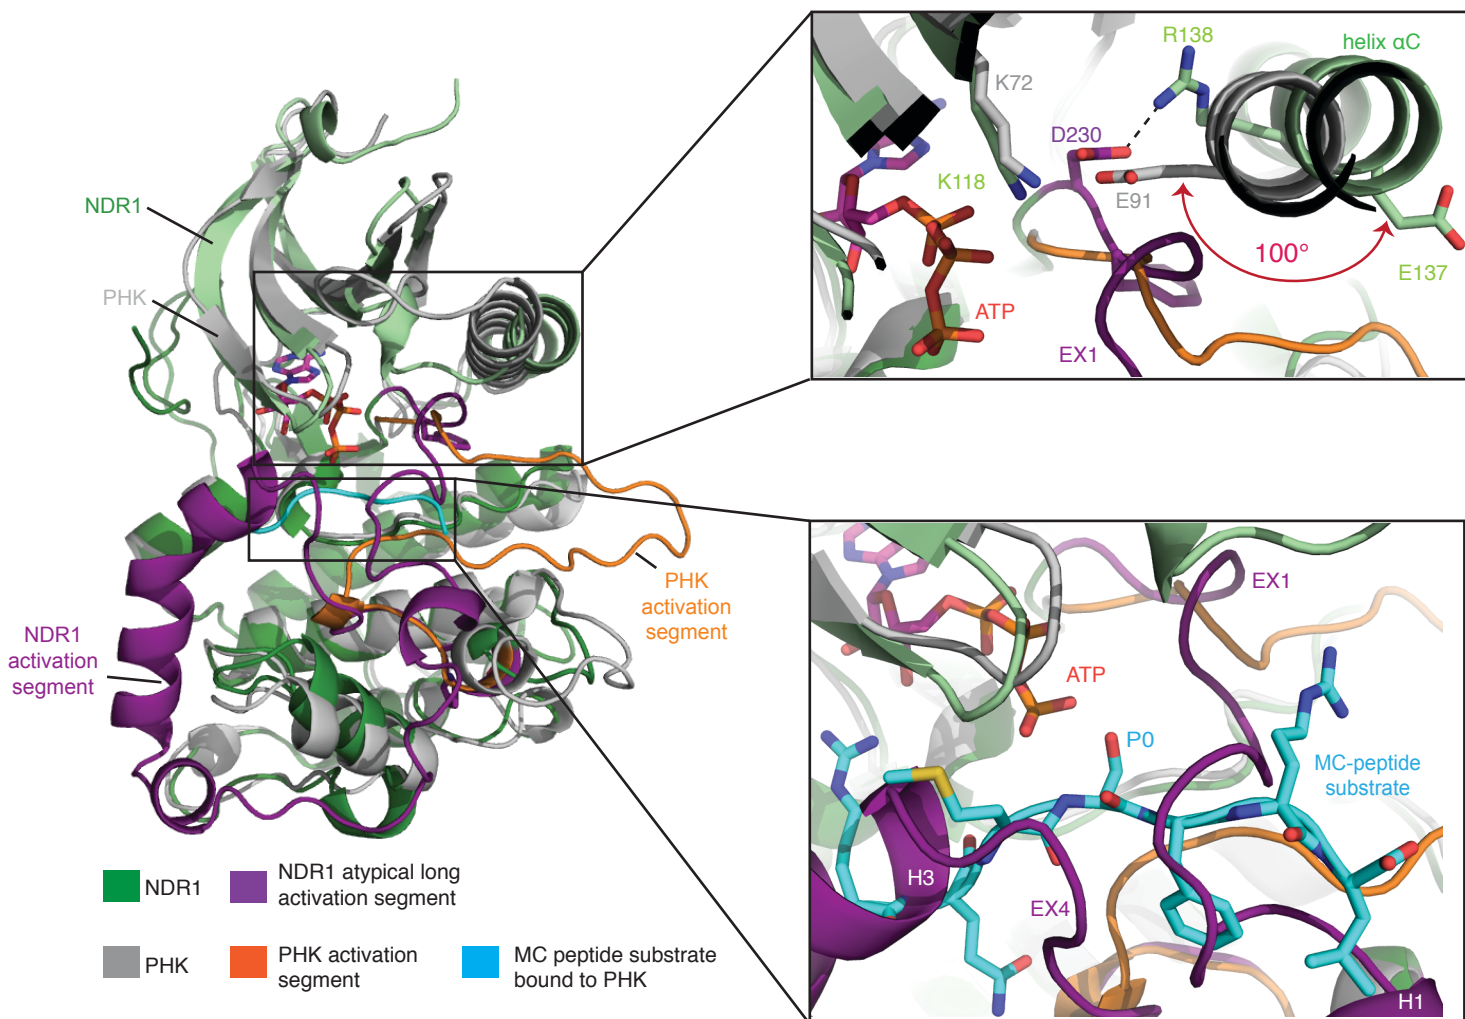 NDR1
PHK
NDR1
activation
segment
PHK
activation
segment
R138
helix αC
K72
D230
K118
E91
100°
E137
ATP
EX1
EX1
ATP
P0
MC-peptide
substrate
H3
EX4
H1
NDR1
NDR1 atypical long
activation segment
PHK
PHK activation
segment
MC peptide substrate
bound to PHK